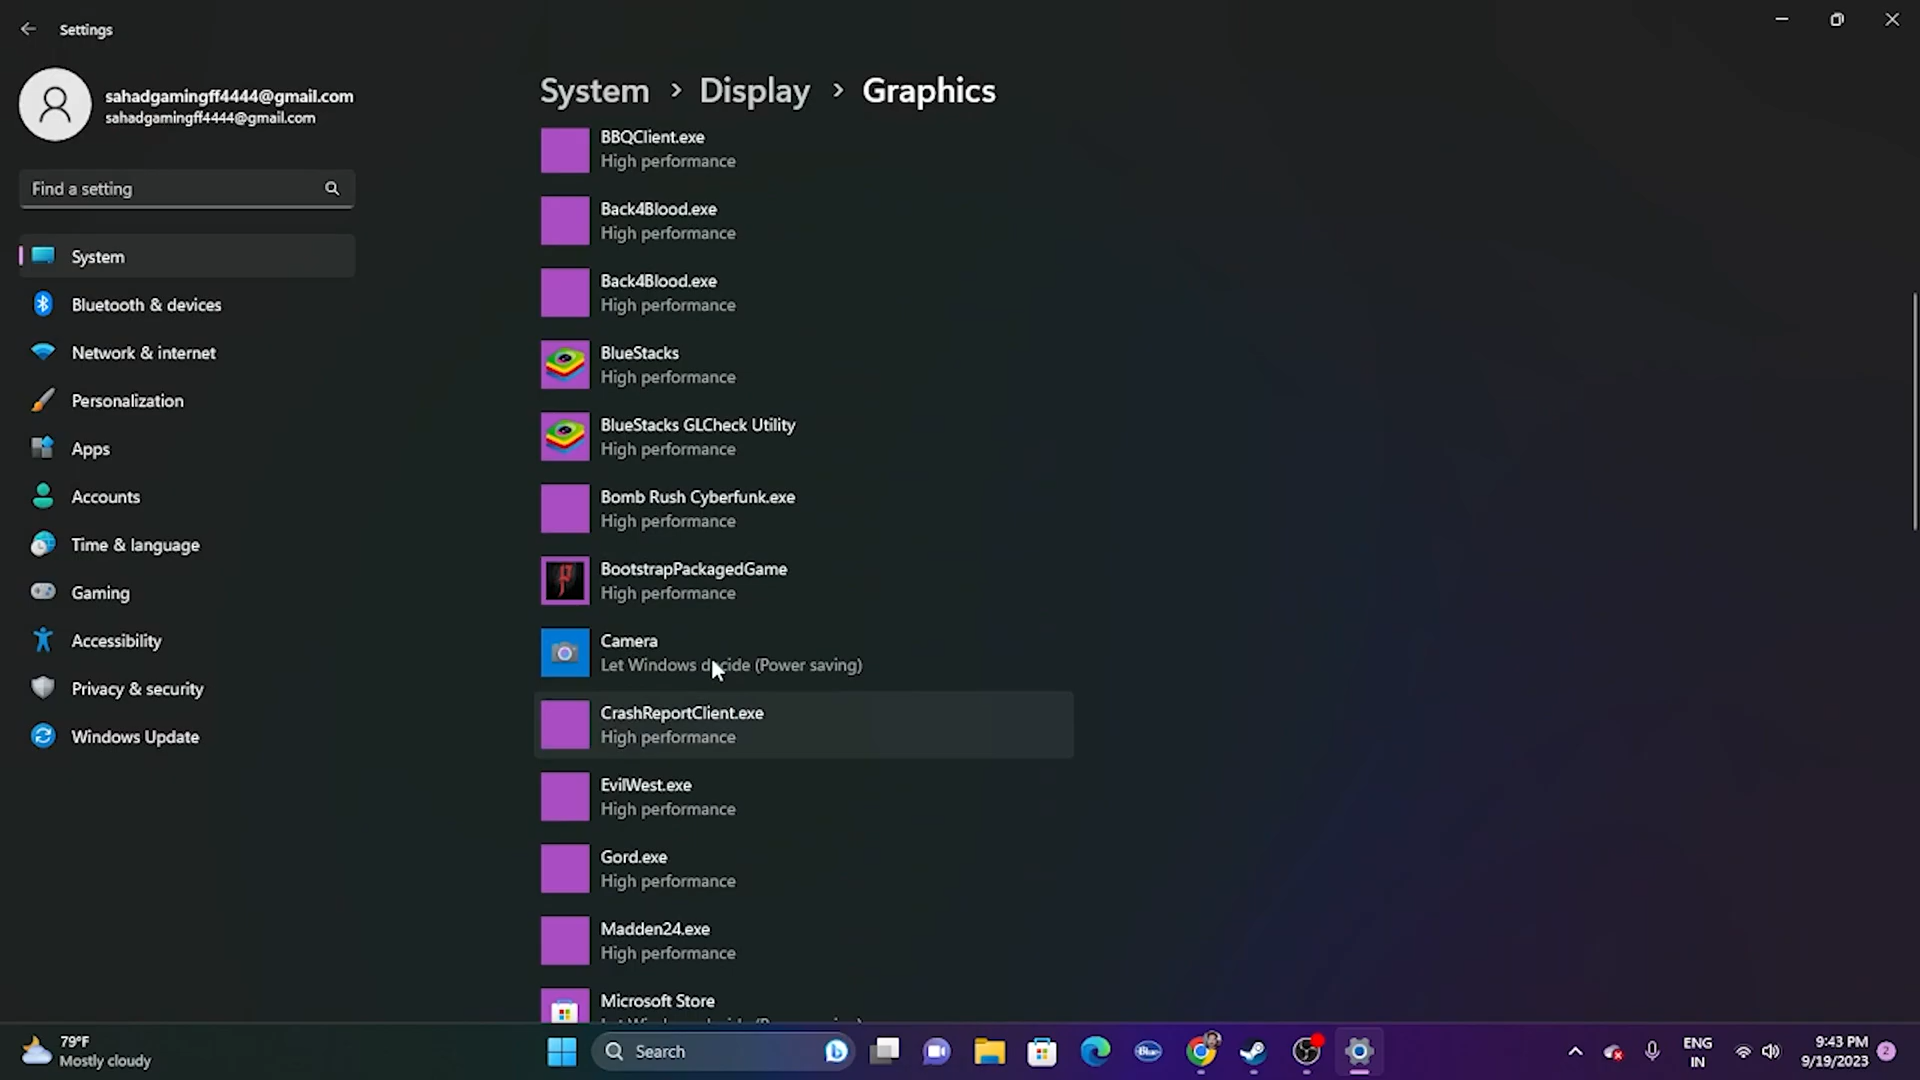 Settings
sahadgamingff4444@gmail.com
sahadgamingff4444@gmail.com
Find a setting
System
Bluetooth & devices
Network & internet
Personalization
Apps
Accounts
Time & language
Gaming
Accessibility
Privacy & security
Windows Update
System > Display > Graphics
BBQClient.exe
High performance
Back4Blood.exe
High performance
Back4Blood.exe
High performance
BlueStacks
High performance
BlueStacks GLCheck Utility
High performance
Bomb Rush Cyberfunk.exe
High performance
BootstrapPackagedGame
High performance
Camera
Let Windows decide (Power saving)
CrashReportClient.exe
High performance
EvilWest.exe
High performance
Gord.exe
High performance
Madden24.exe
High performance
Microsoft Store
79°F
Mostly cloudy
Search
ENG
IN
9:43 PM
9/19/2023
2